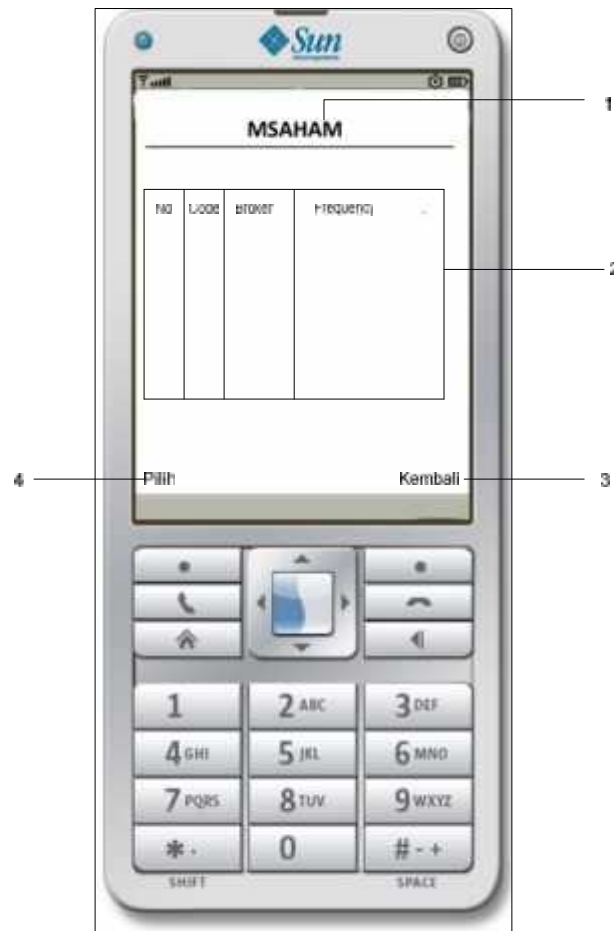 Sun
MSAHAM
1
No Code Broker Frequency
2
4 Pilih Kembali 3
1 2 ABC 3 DEF
4 GHI 5 JKL 6 MNO
7 PQRS 8 TUV 9 WXYZ
* . 0 # - +
SHIFT SPACE